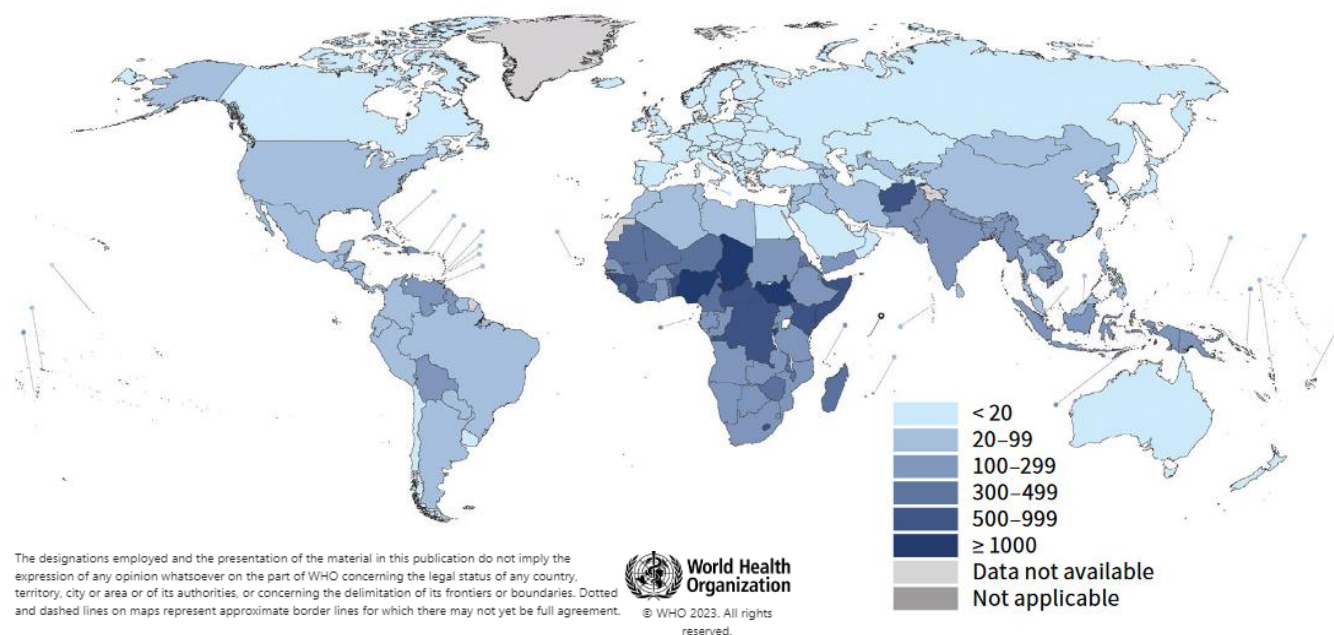 < 20
20–99
100–299
300–499
500–999
≥ 1000
Data not available
Not applicable
The designations employed and the presentation of the material in this publication do not imply the
expression of any opinion whatsoever on the part of WHO concerning the legal status of any country,
territory, city or area or of its authorities, or concerning the delimitation of its frontiers or boundaries. Dotted
and dashed lines on maps represent approximate border lines for which there may not yet be full agreement.
World Health
Organization
© WHO 2023. All rights
reserved.